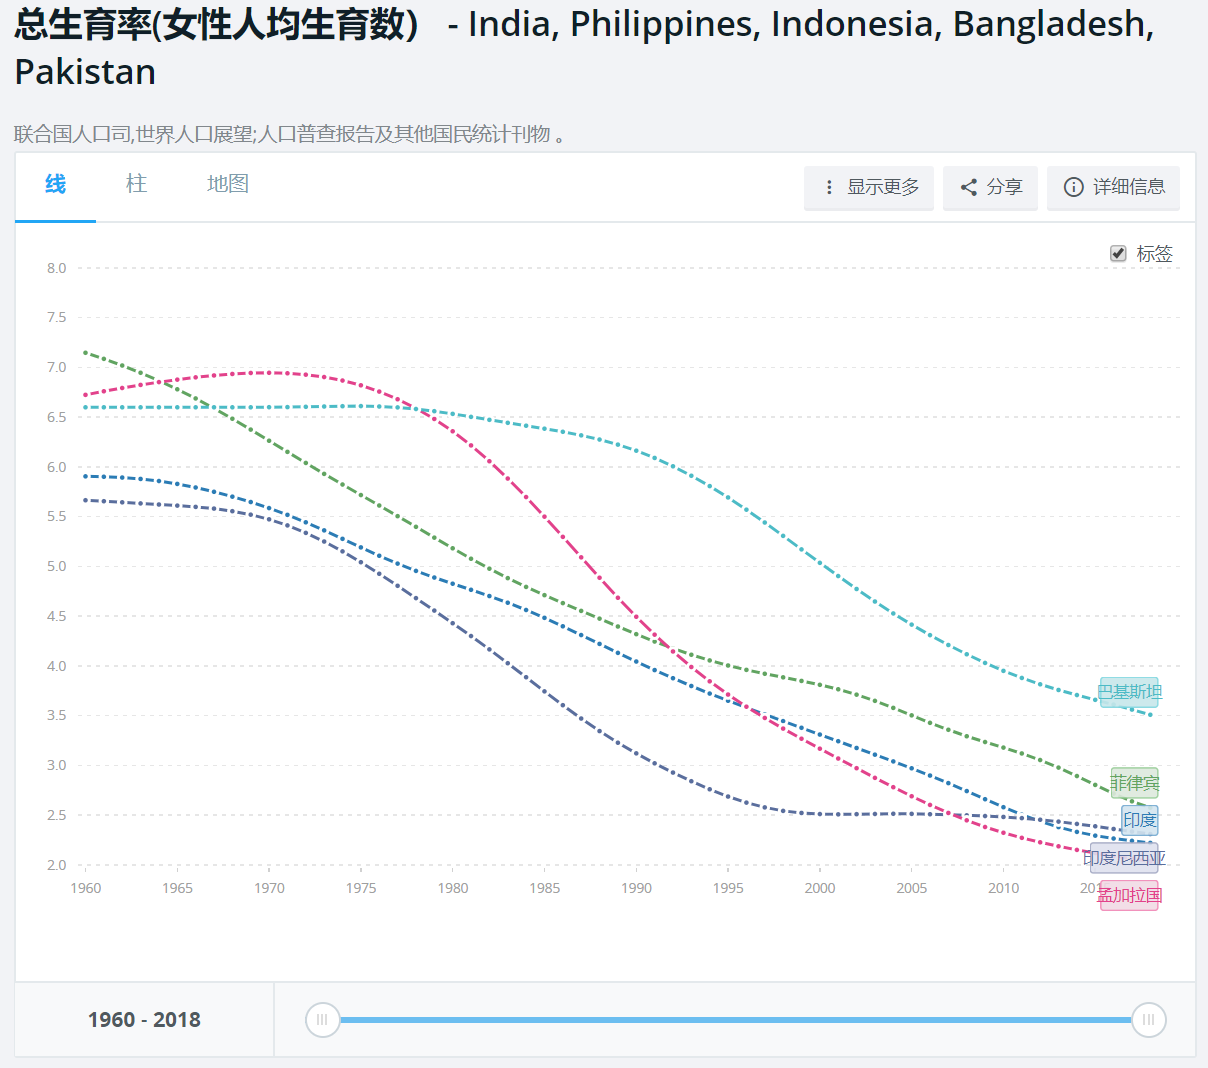 总生育率(女性人均生育数) - India, Philippines, Indonesia, Bangladesh,
Pakistan
联合国人口司,世界人口展望;人口普查报告及其他国民统计刊物 。
线 柱 地图 显示更多 分享 详细信息
标签
8.0
7.5
7.0
6.5
6.0
5.5
5.0
4.5
4.0
3.5
3.0
2.5
2.0
巴基斯坦
菲律宾
印度
印度尼西亚
孟加拉国
1960 1965 1970 1975 1980 1985 1990 1995 2000 2005 2010
1960 - 2018